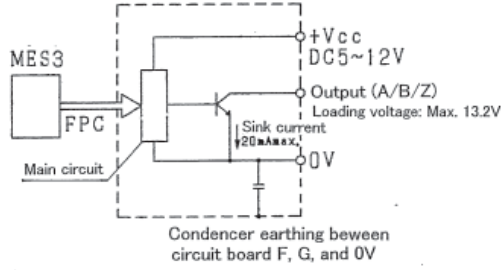 MES3
FPC
Main circuit
+Vcc
DC5~12V
Output (A/B/Z)
Loading voltage: Max. 13.2V
Sink current
20mAmax.
0V
Condencer earthing beween
circuit board F, G, and 0V